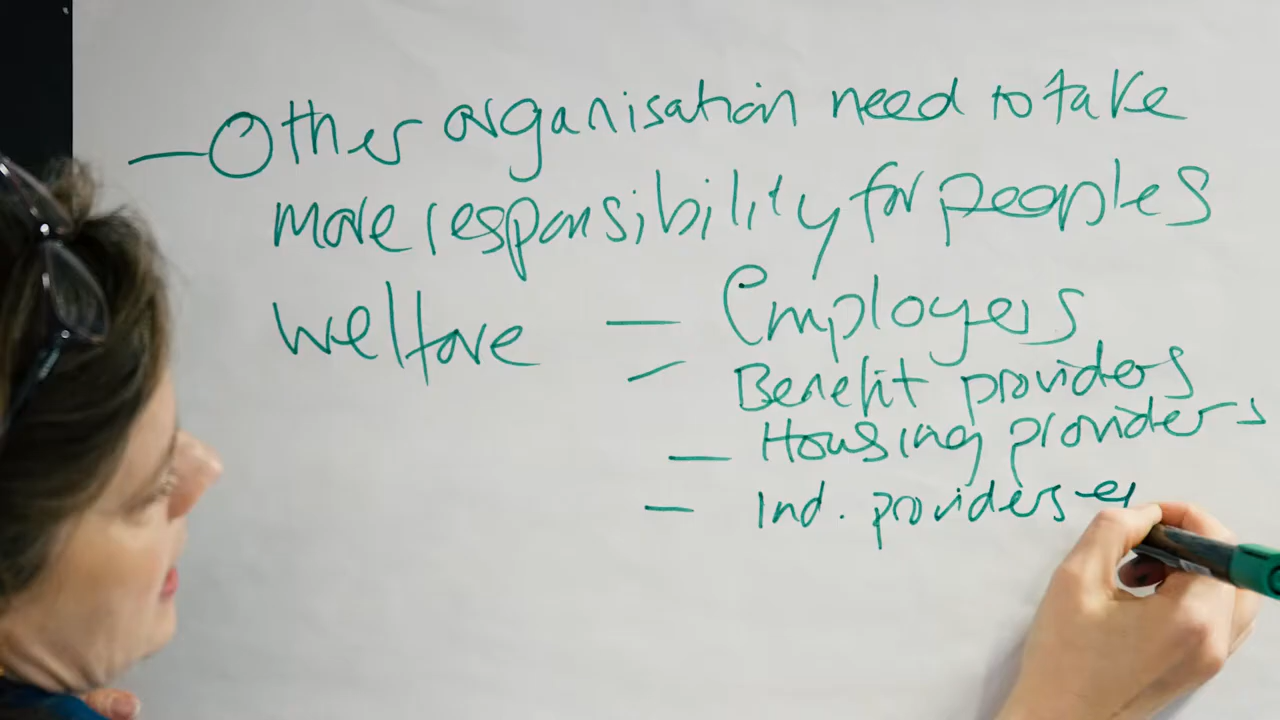 — Other organisation need to take
more responsibility for peoples
welfare — Employers
— Benefit providers
— Housing providers
— Ind. providers